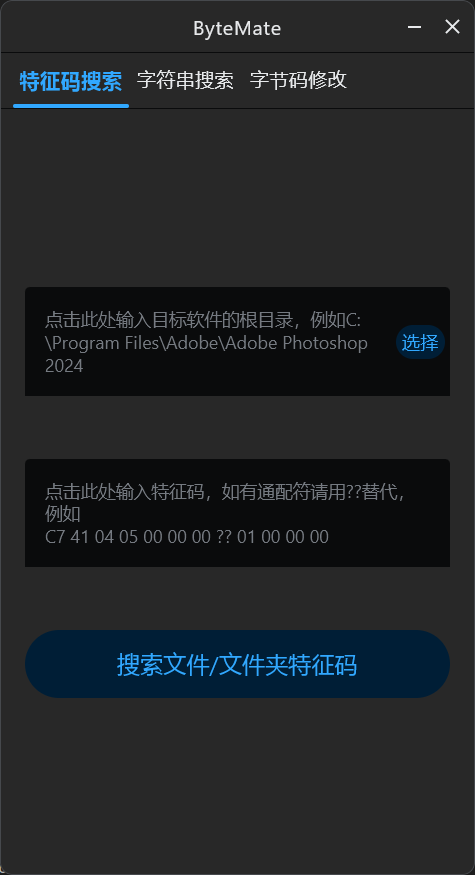 ByteMate
特征码搜索 字符串搜索 字节码修改
点击此处输入目标软件的根目录，例如C:
\Program Files\Adobe\Adobe Photoshop
2024
选择
点击此处输入特征码，如有通配符请用??替代，
例如
C7 41 04 05 00 00 00 ?? 01 00 00 00
搜索文件/文件夹特征码